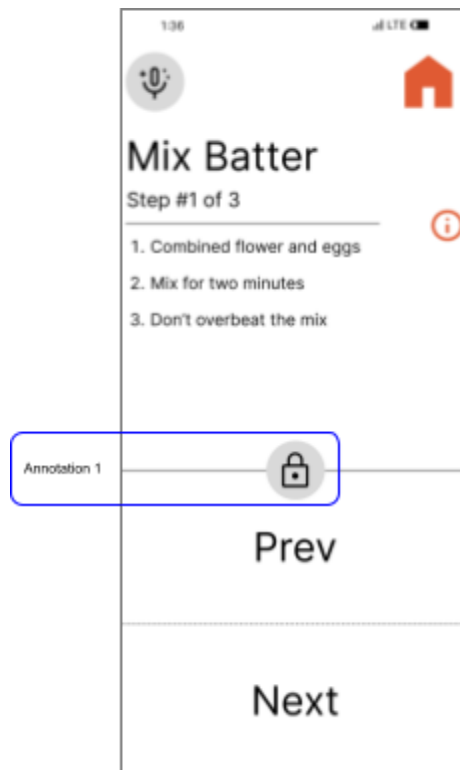 1:36
LTE
Mix Batter
Step #1 of 3
1. Combined flower and eggs
2. Mix for two minutes
3. Don't overbeat the mix
Annotation 1
Prev
Next